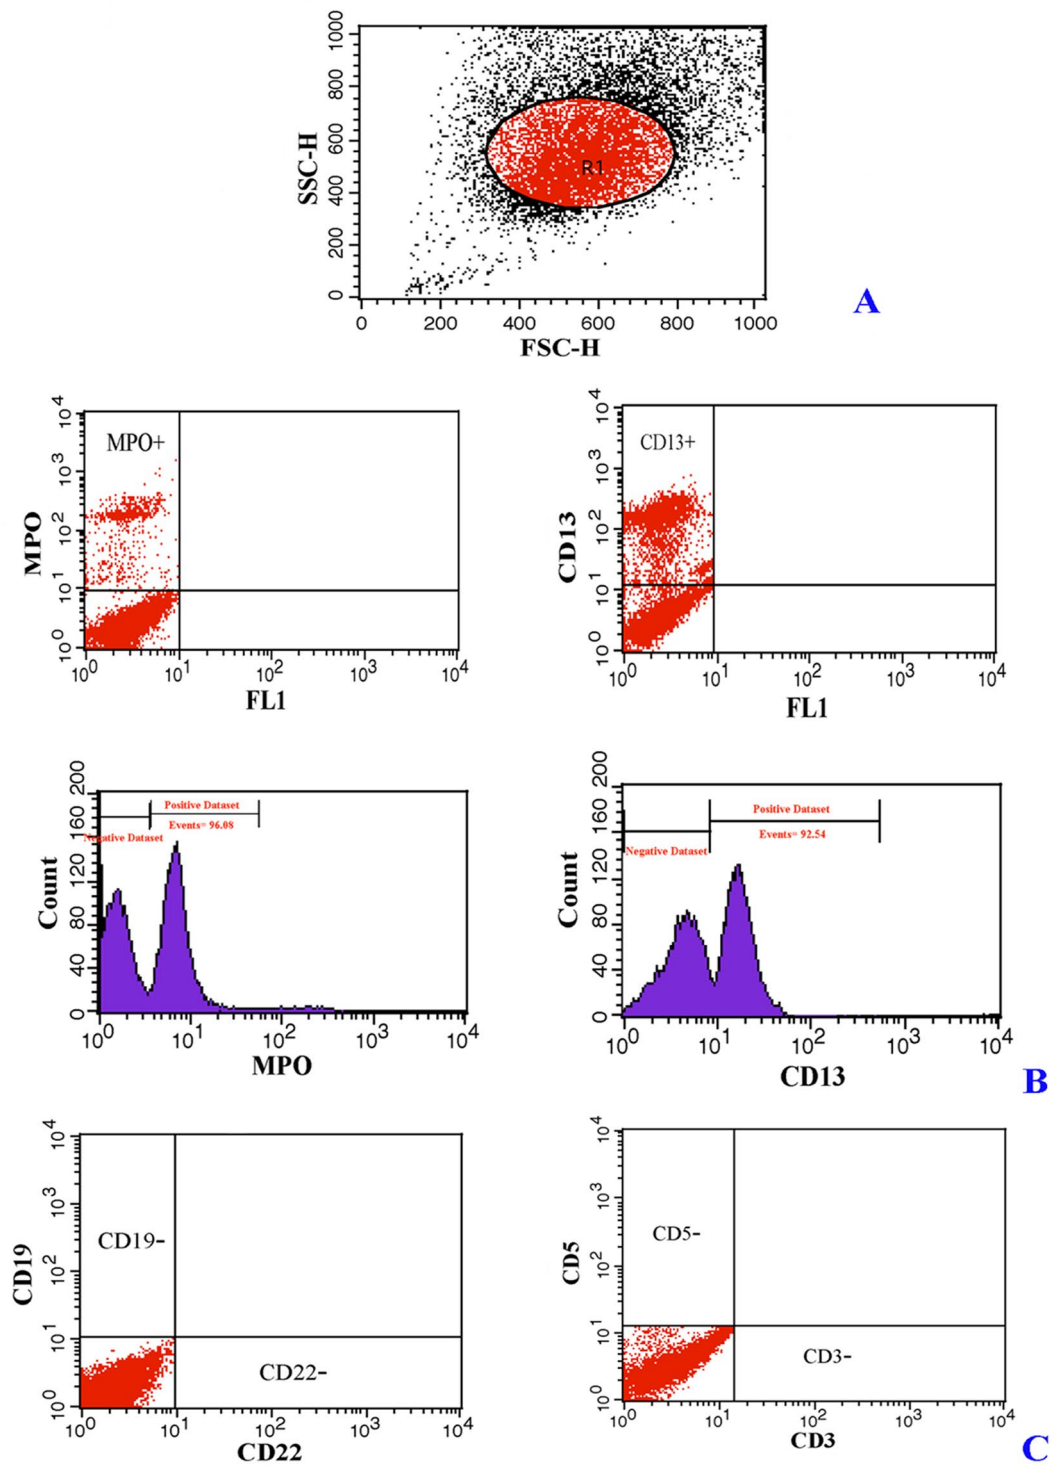 1000
800
600
400
200
0
SSC-H
R1
0 200 400 600 800 1000
FSC-H
A
10^4
10^3
10^2
10^1
10^0
MPO
MPO+
10^0 10^1 10^2 10^3 10^4
FL1
10^4
10^3
10^2
10^1
10^0
CD13
CD13+
10^0 10^1 10^2 10^3 10^4
FL1
200
160
120
80
40
0
Count
Positive Dataset
Events= 96.08
Negative Dataset
10^0 10^1 10^2 10^3 10^4
MPO
200
160
120
80
40
0
Count
Positive Dataset
Events= 92.54
Negative Dataset
10^0 10^1 10^2 10^3 10^4
CD13
B
10^4
10^3
10^2
10^1
10^0
CD19
CD19-
CD22-
10^0 10^1 10^2 10^3 10^4
CD22
10^4
10^3
10^2
10^1
10^0
CD5
CD5-
CD3-
10^0 10^1 10^2 10^3 10^4
CD3
C